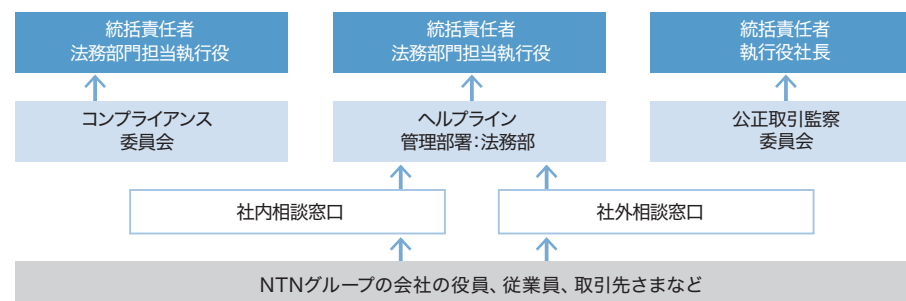 統括責任者
法務部門担当執行役
統括責任者
法務部門担当執行役
統括責任者
執行役社長
コンプライアンス
委員会
ヘルプライン
管理部署：法務部
公正取引監察
委員会
社内相談窓口
社外相談窓口
NTNグループの会社の役員、従業員、取引先さまなど